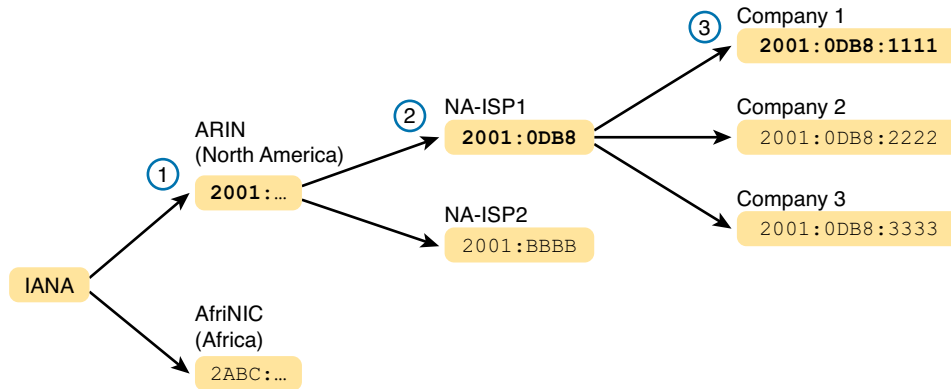 IANA
1
ARIN
(North America)
2001:…
AfriNIC
(Africa)
2ABC:…
2
NA-ISP1
2001:0DB8
NA-ISP2
2001:BBBB
3
Company 1
2001:0DB8:1111
Company 2
2001:0DB8:2222
Company 3
2001:0DB8:3333